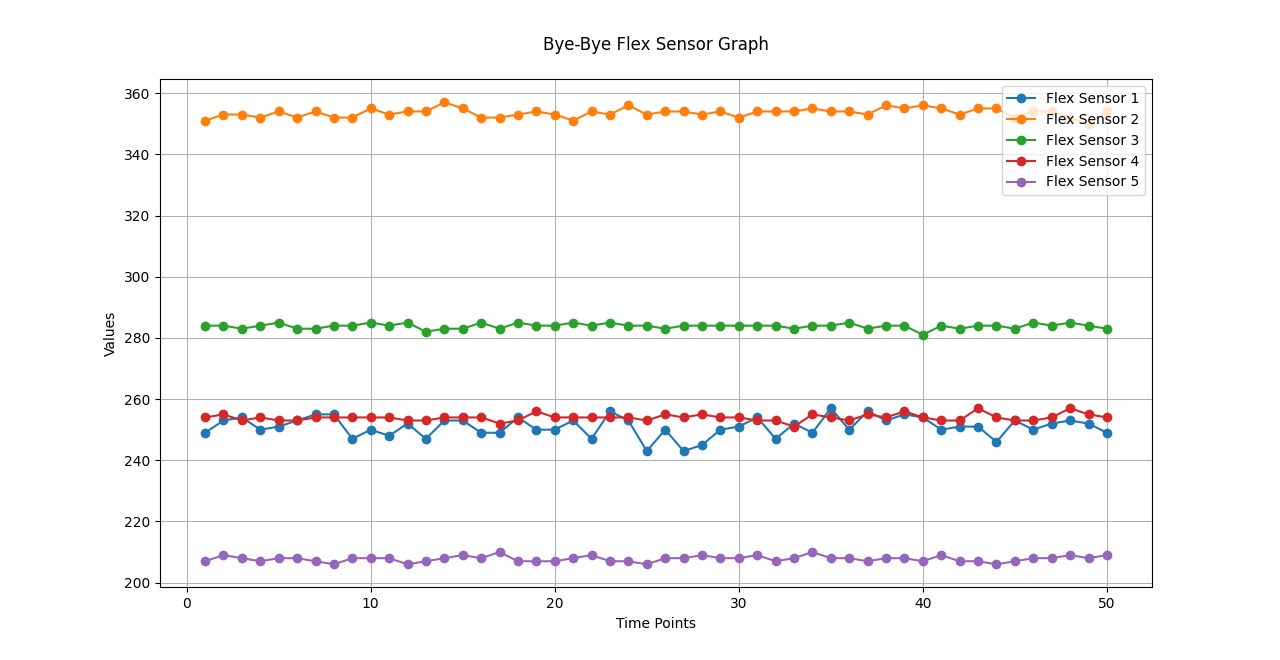 Bye-Bye Flex Sensor Graph
360
340
320
300
280
260
240
220
200
Values
0 10 20 30 40 50
Time Points
Flex Sensor 1
Flex Sensor 2
Flex Sensor 3
Flex Sensor 4
Flex Sensor 5